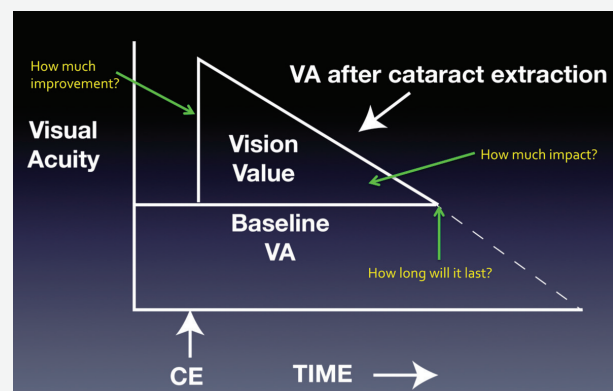 How much
improvement?
VA after cataract extraction
Visual
Acuity
Vision
Value
How much impact?
Baseline
VA
How long will it last?
CE
TIME